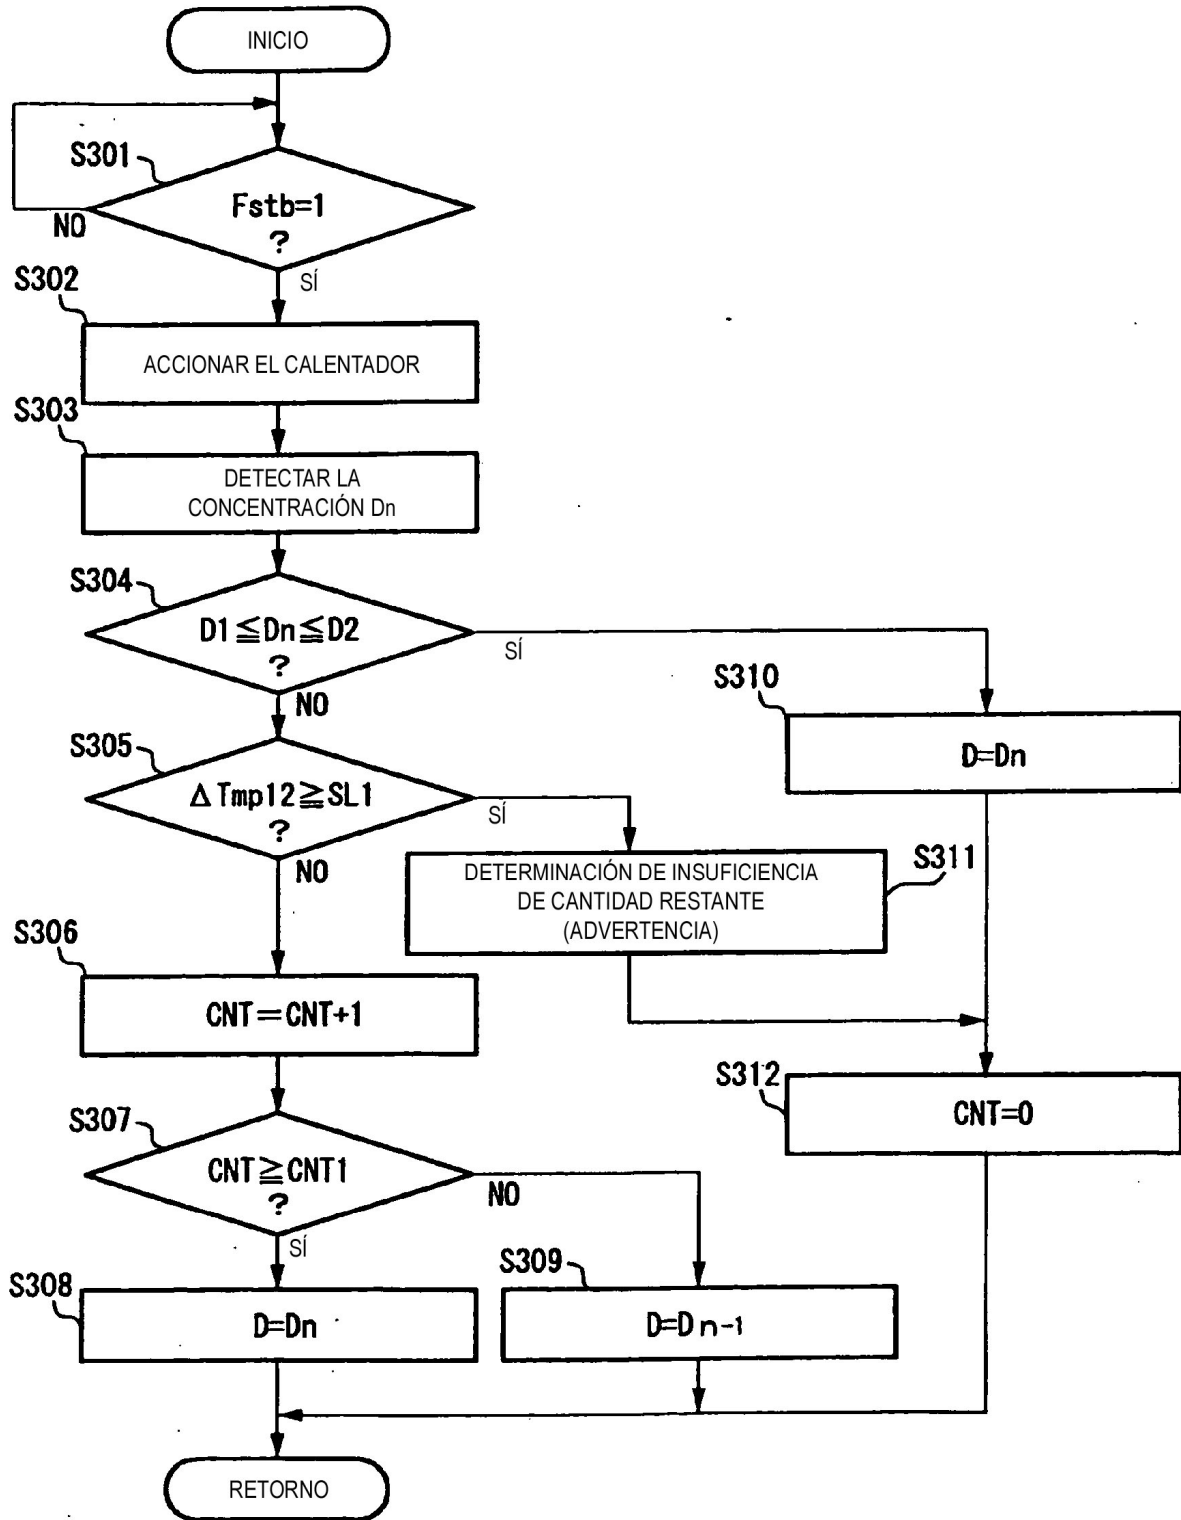 INICIO
S301
Fstb=1
?
NO
SÍ
S302
ACCIONAR EL CALENTADOR
S303
DETECTAR LA
CONCENTRACIÓN Dn
S304
D1≦Dn≦D2
?
SÍ
NO
S310
D=Dn
S305
ΔTmp12≧SL1
?
SÍ
NO
S311
DETERMINACIÓN DE INSUFICIENCIA
DE CANTIDAD RESTANTE
(ADVERTENCIA)
S306
CNT=CNT+1
S312
CNT=0
S307
CNT≧CNT1
?
NO
SÍ
S308
D=Dn
S309
D=Dn-1
RETORNO